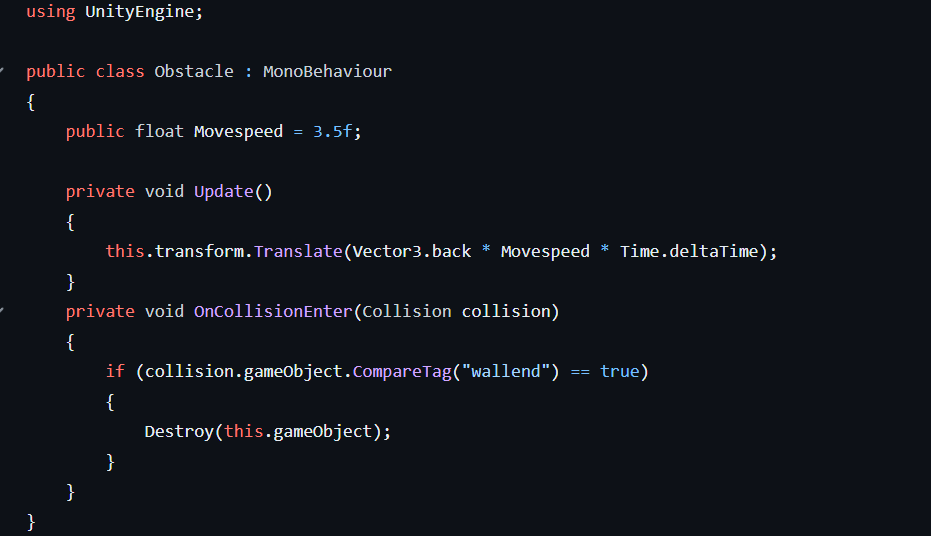 using UnityEngine;

public class Obstacle : MonoBehaviour
{
    public float Movespeed = 3.5f;

    private void Update()
    {
        this.transform.Translate(Vector3.back * Movespeed * Time.deltaTime);
    }
    private void OnCollisionEnter(Collision collision)
    {
        if (collision.gameObject.CompareTag("wallend") == true)
        {
            Destroy(this.gameObject);
        }
    }
}